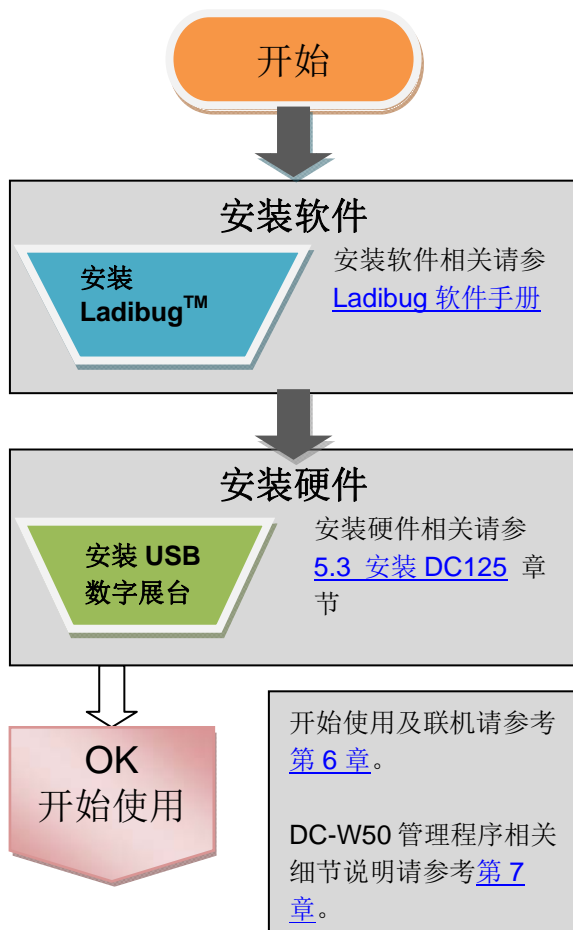 开始
安装软件
安装
Ladibug™
安装软件相关请参
Ladibug 软件手册
安装硬件
安装 USB
数字展台
安装硬件相关请参
5.3 安装 DC125 章
节
OK
开始使用
开始使用及联机请参考
第 6 章。
DC-W50 管理程序相关
细节说明请参考第 7
章。